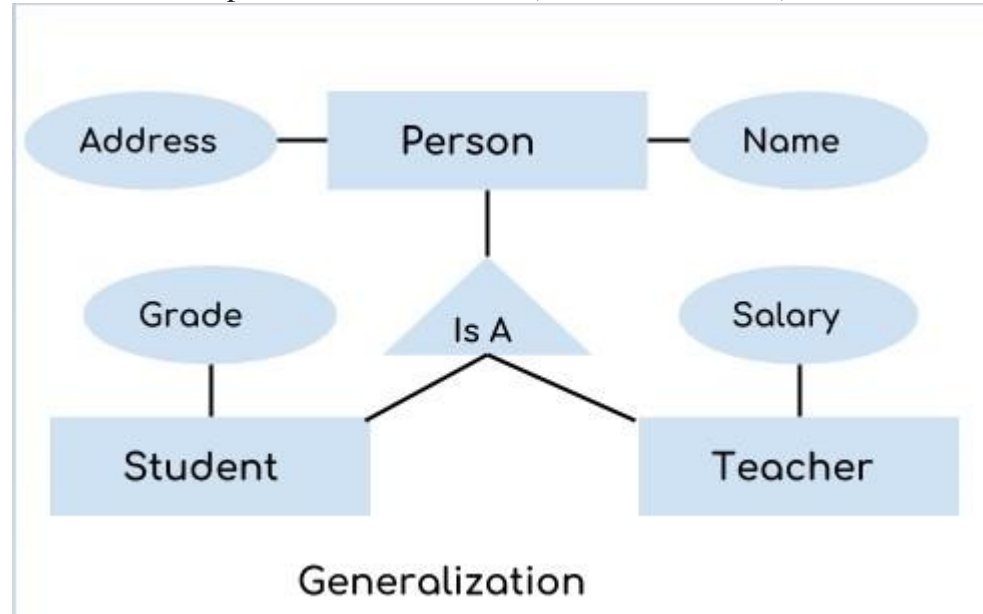 Address
Person
Name
Grade
Is A
Salary
Student
Teacher
Generalization